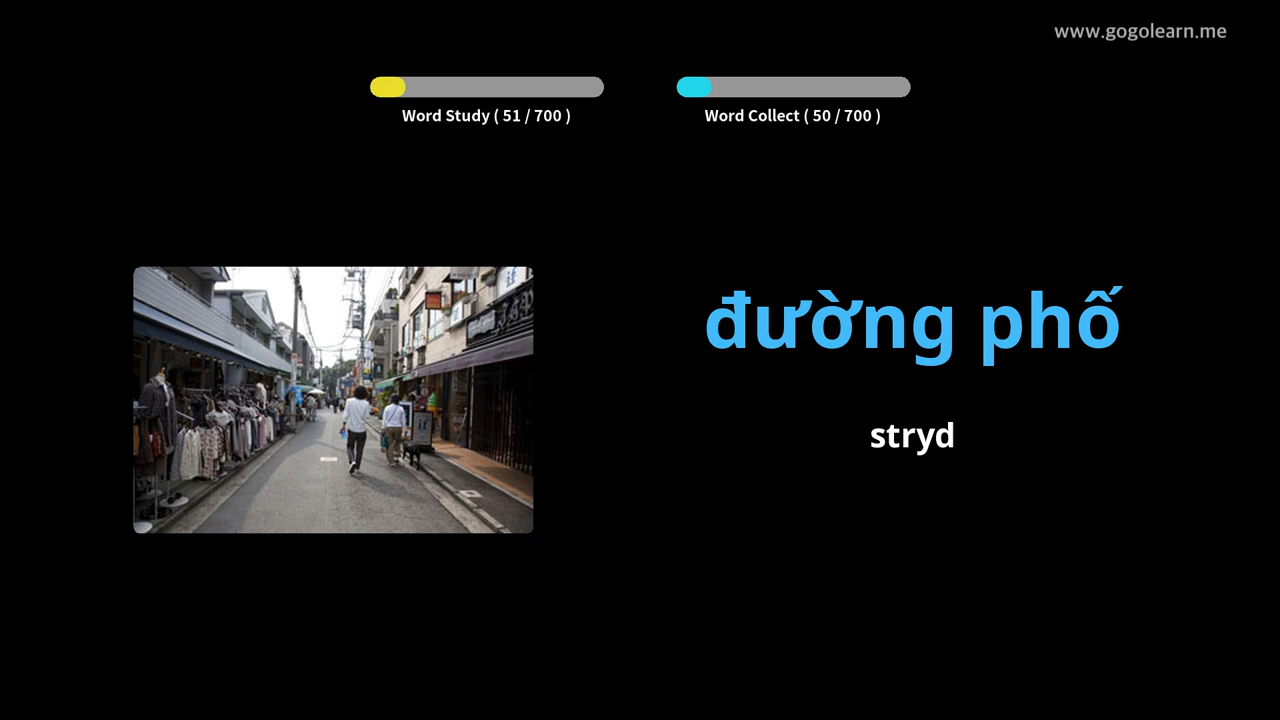 www.gogolearn.me
Word Study ( 51 / 700 )
Word Collect ( 50 / 700 )
đường phố
stryd